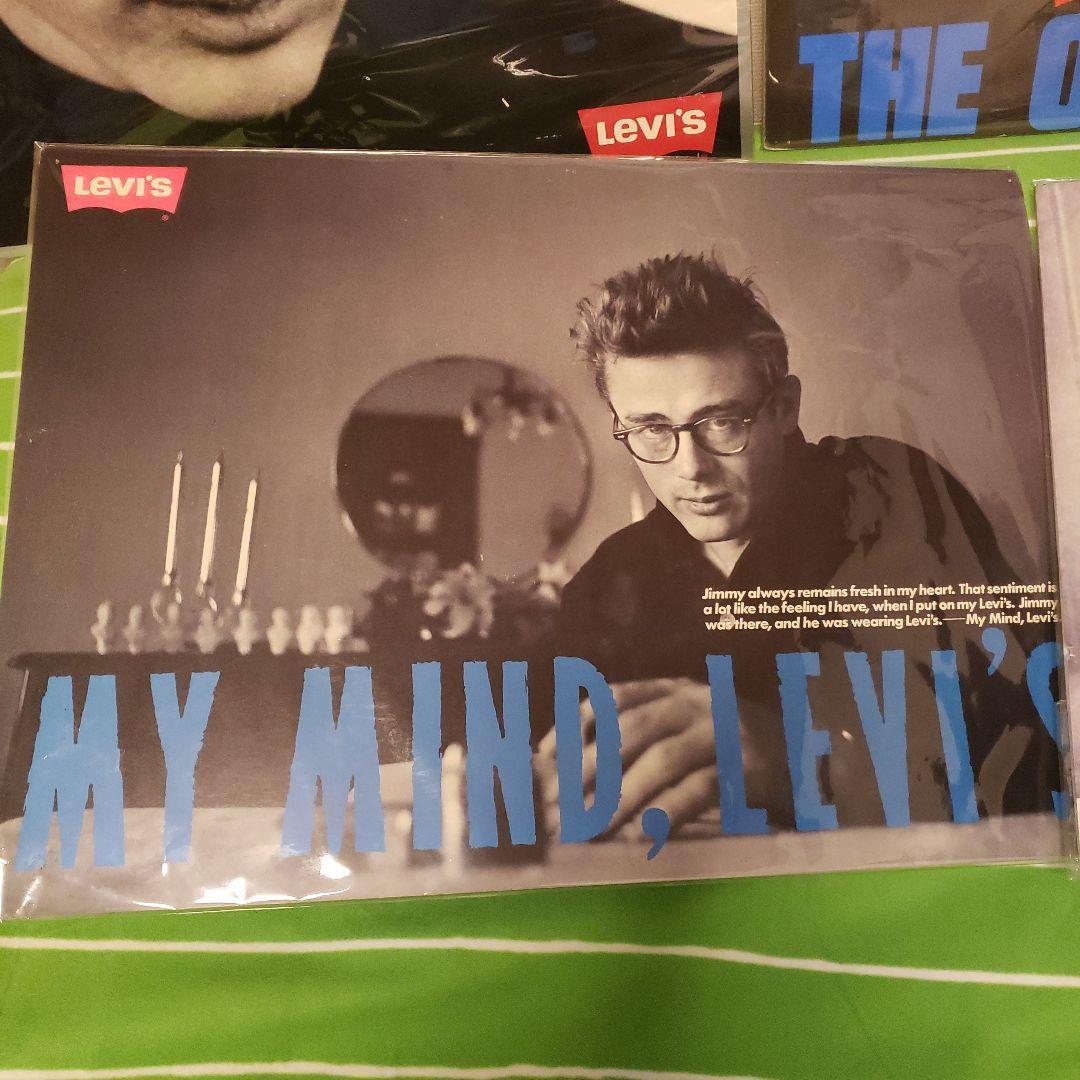 LEVI'S
THE
LEVI'S
®
Jimmy always remains fresh in my heart. That sentiment is
a lot like the feeling I have, when I put on my Levi's. Jimmy
was there, and he was wearing Levi's.—My Mind, Levi's
MY MIND, LEVI'S